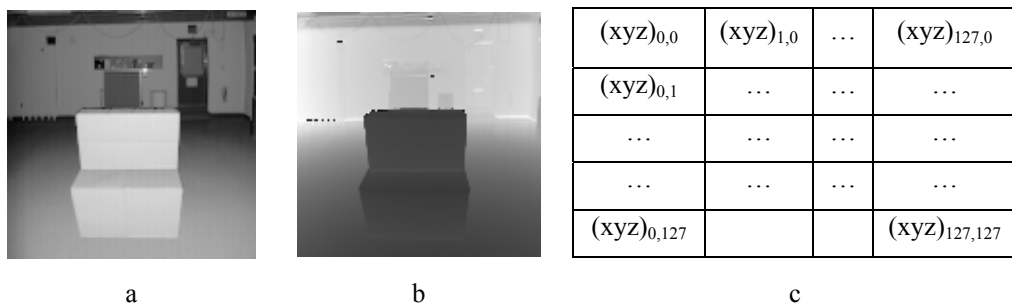 (xyz)0,0 (xyz)1,0 … (xyz)127,0
(xyz)0,1 … … …
… … … …
… … … …
(xyz)0,127 (xyz)127,127
a b c